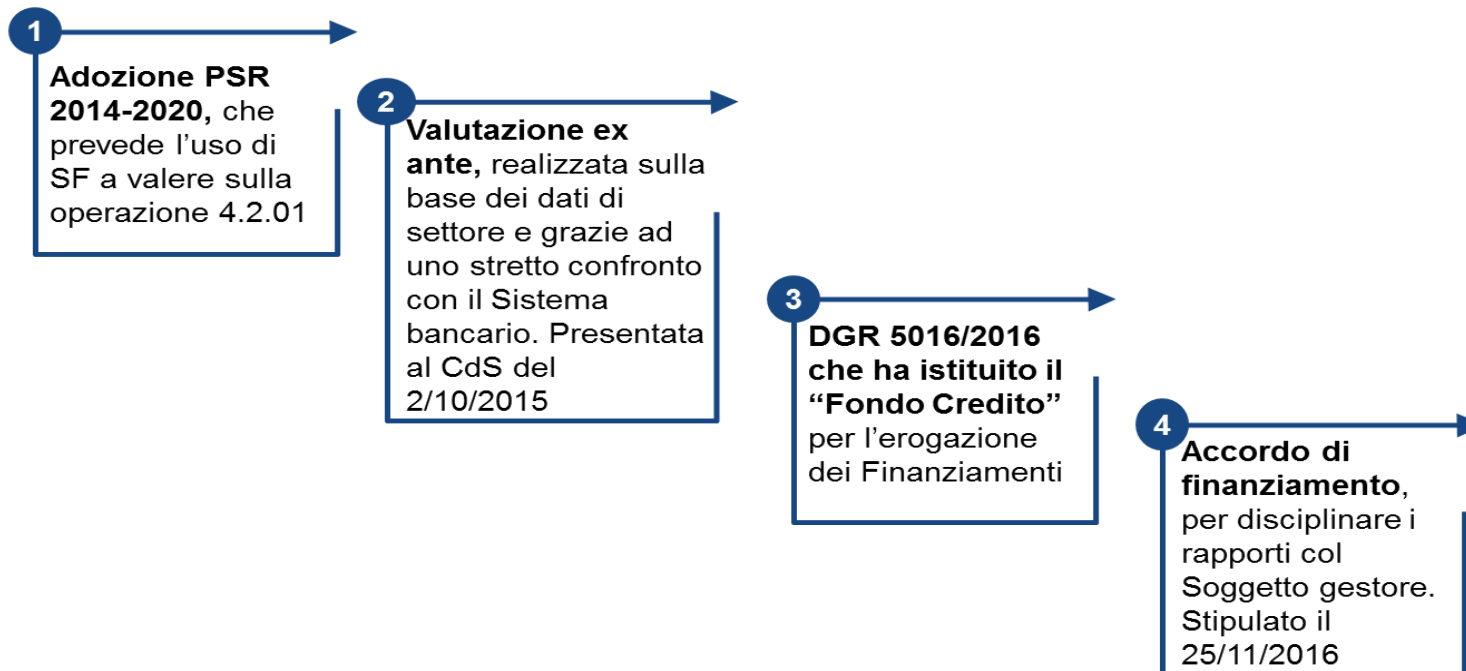 1
Adozione PSR
2014-2020, che
prevede l’uso di
SF a valere sulla
operazione 4.2.01
2
Valutazione ex
ante, realizzata sulla
base dei dati di
settore e grazie ad
uno stretto confronto
con il Sistema
bancario. Presentata
al CdS del
2/10/2015
3
DGR 5016/2016
che ha istituito il
“Fondo Credito”
per l’erogazione
dei Finanziamenti
4
Accordo di
finanziamento,
per disciplinare i
rapporti col
Soggetto gestore.
Stipulato il
25/11/2016